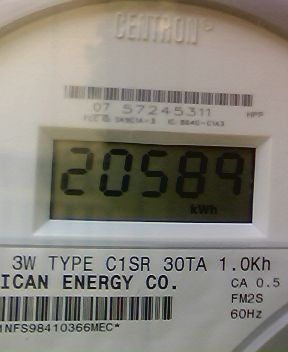 CENTRON
07 57245311
20589
kWh
3W TYPE C1SR 30TA 1.0Kh
ICAN ENERGY CO.
CA 0.5
FM2S
60Hz
NFS98410366MEC*